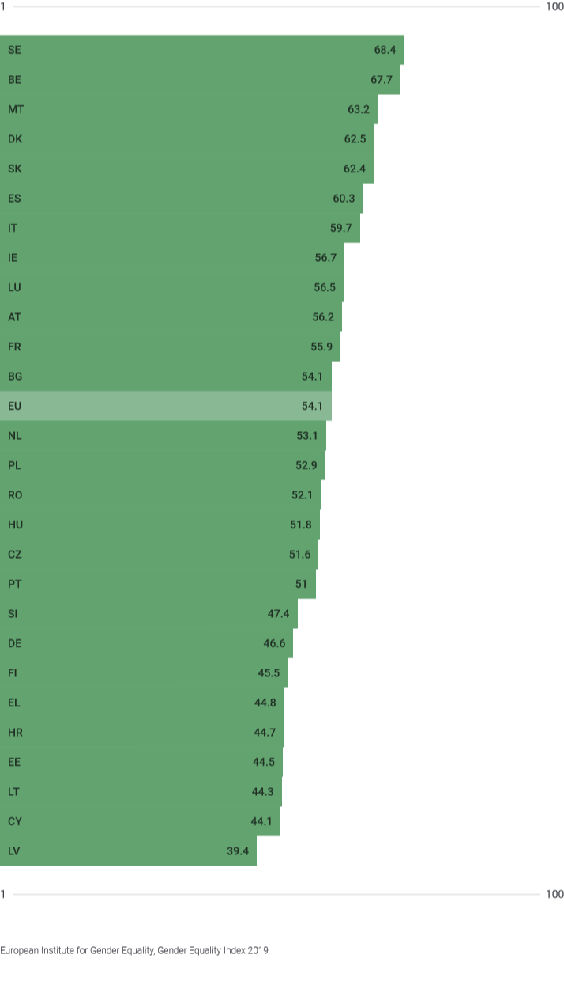 1 100
SE 68.4
BE 67.7
MT 63.2
DK 62.5
SK 62.4
ES 60.3
IT 59.7
IE 56.7
LU 56.5
AT 56.2
FR 55.9
BG 54.1
EU 54.1
NL 53.1
PL 52.9
RO 52.1
HU 51.8
CZ 51.6
PT 51
SI 47.4
DE 46.6
FI 45.5
EL 44.8
HR 44.7
EE 44.5
LT 44.3
CY 44.1
LV 39.4
1 100
European Institute for Gender Equality, Gender Equality Index 2019